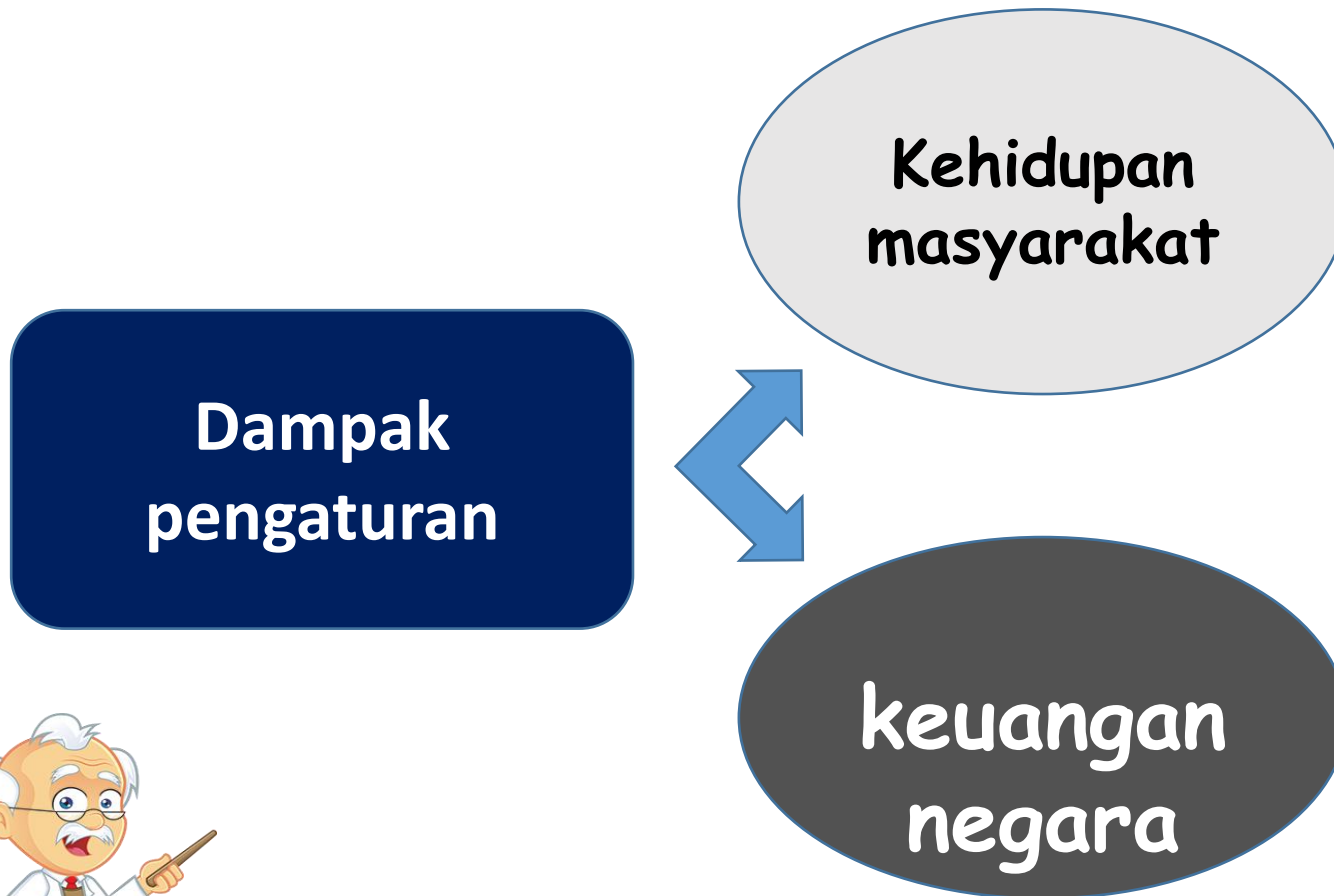 Kehidupan
masyarakat
Dampak
pengaturan
keuangan
negara